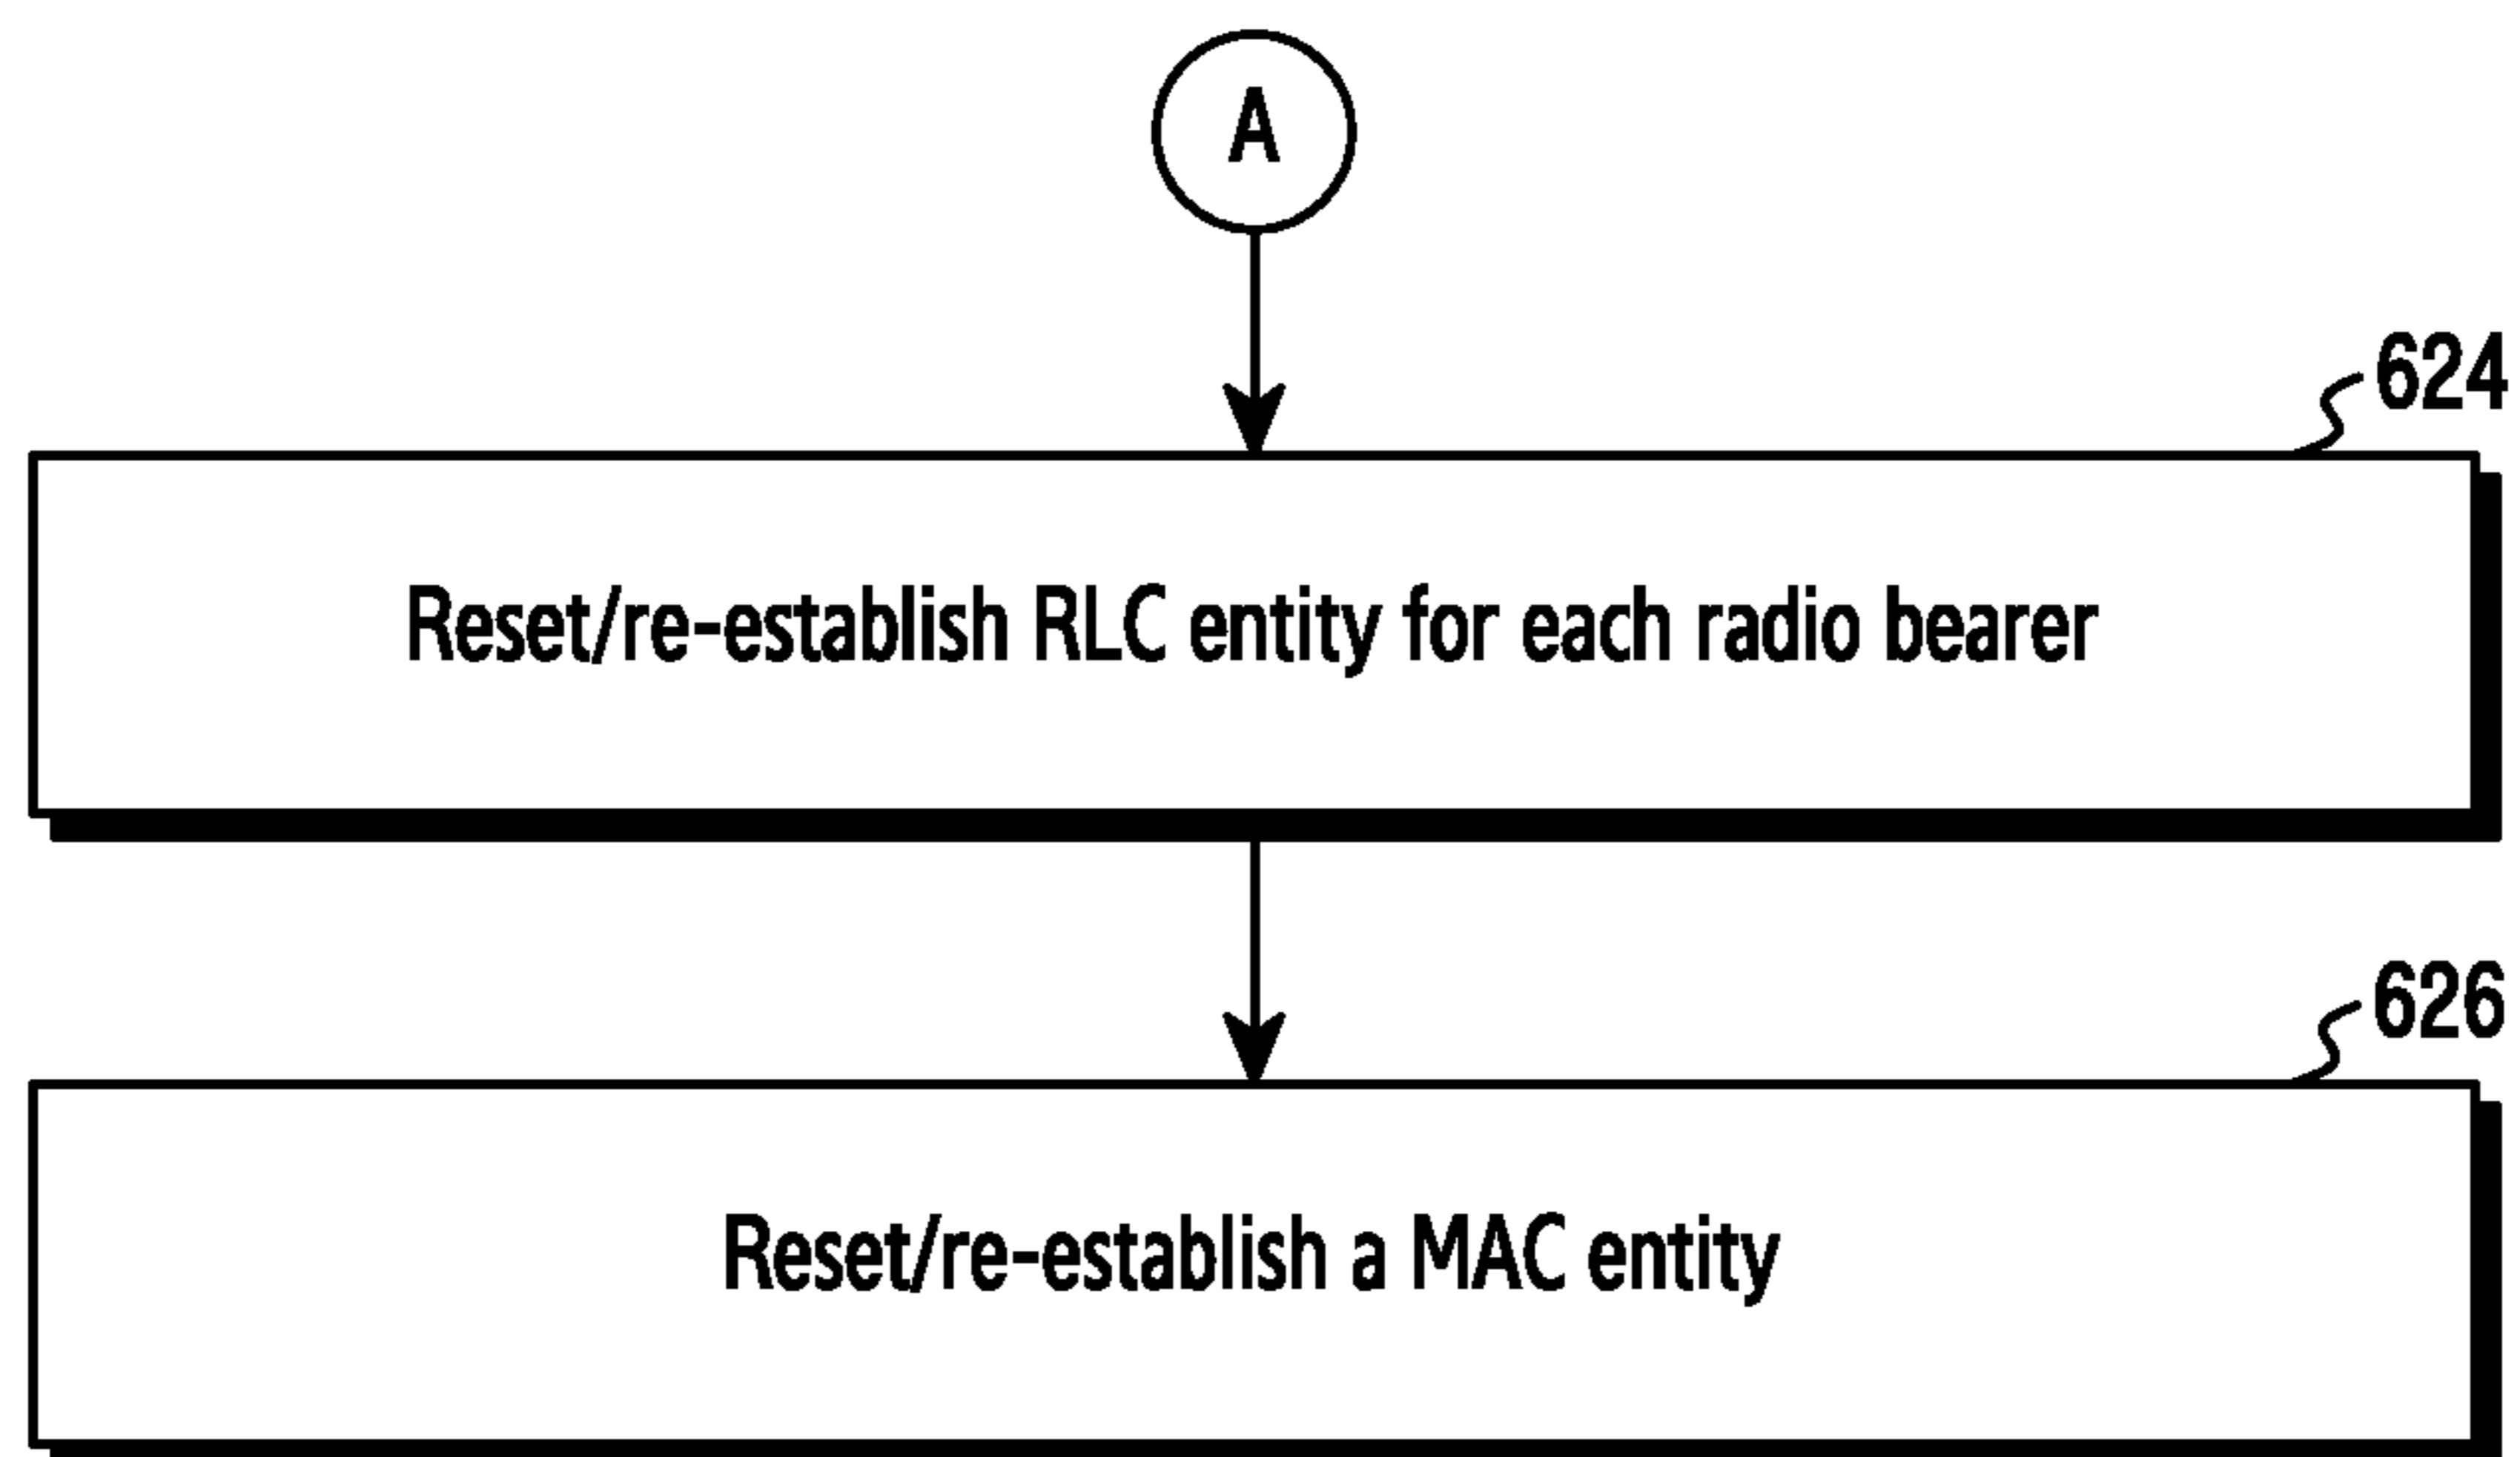 A
624
Reset/re-establish RLC entity for each radio bearer
626
Reset/re-establish a MAC entity